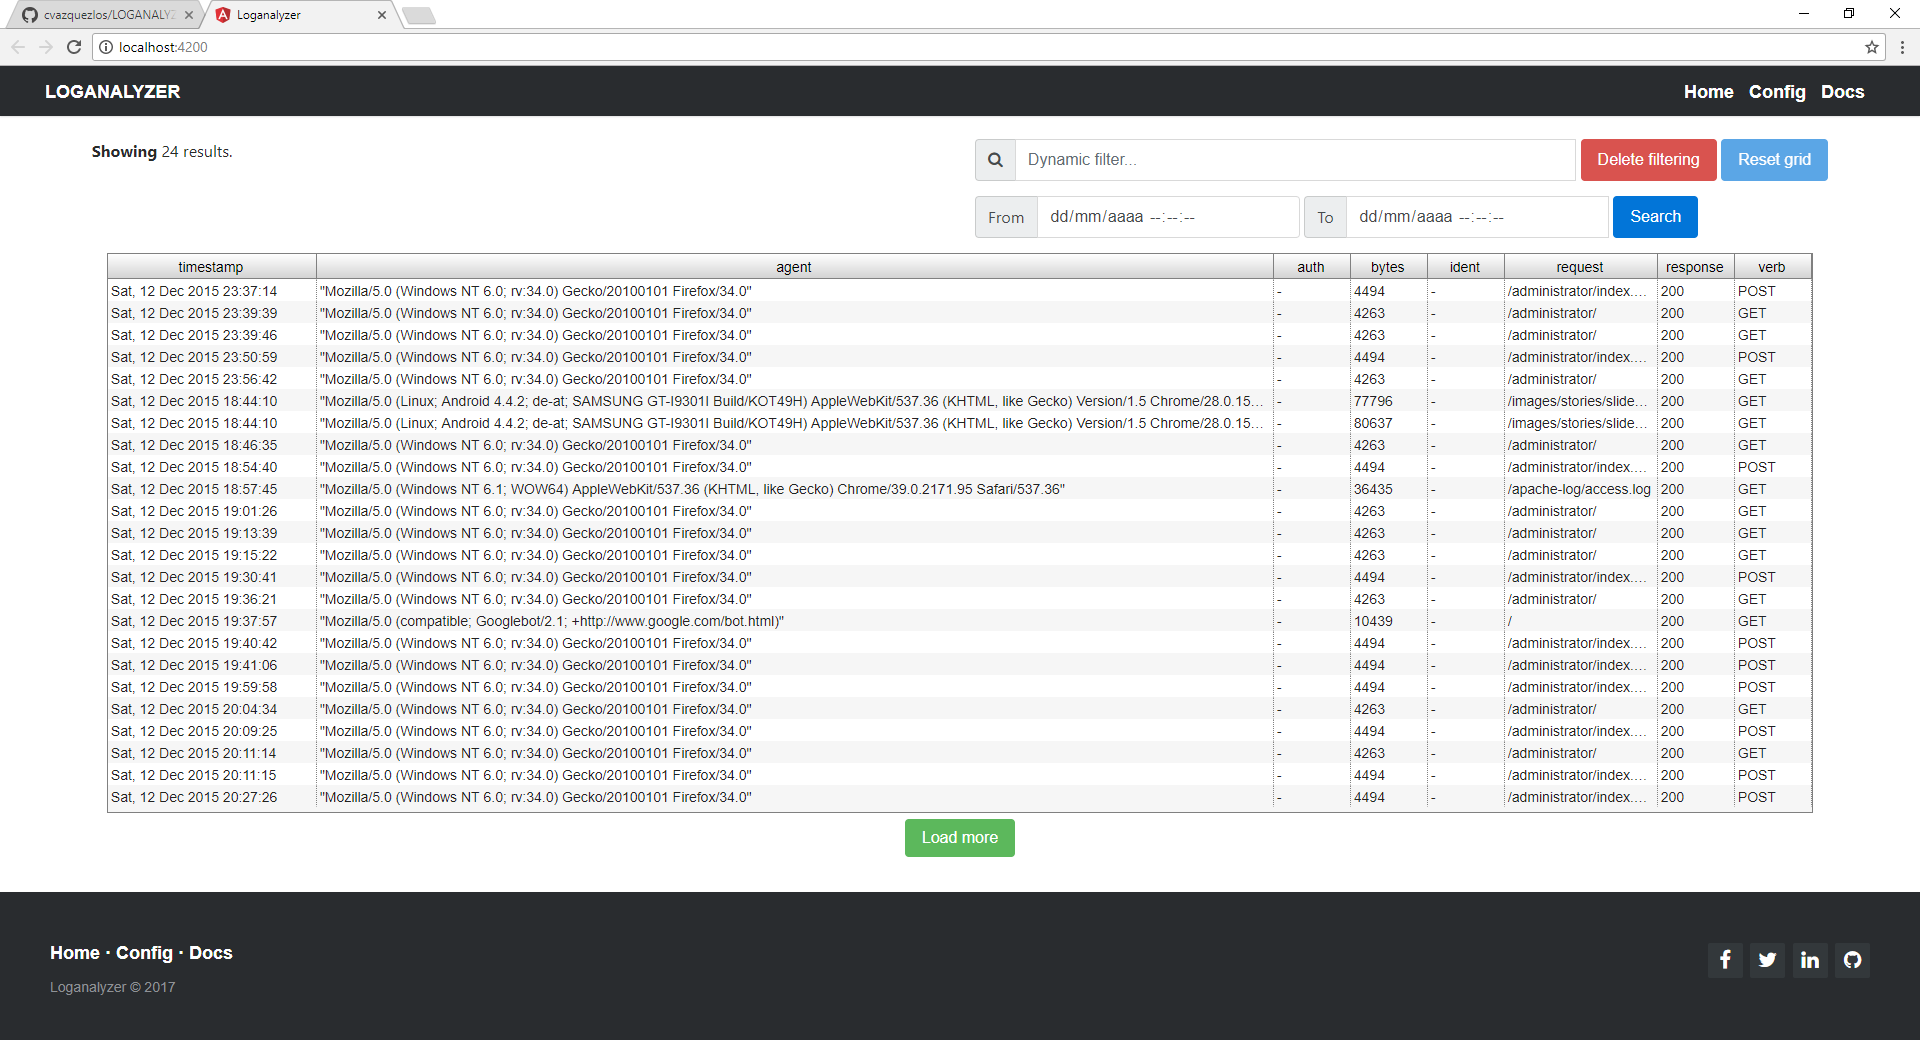 cvazquezlos/LOGANALYZ
Loganalyzer
localhost:4200
LOGANALYZER
Home Config Docs
Showing 24 results.
Dynamic filter...
Delete filtering
Reset grid
From dd/mm/aaaa --:--:--
To dd/mm/aaaa --:--:--
Search
timestamp agent auth bytes ident request response verb
Sat, 12 Dec 2015 23:37:14 "Mozilla/5.0 (Windows NT 6.0; rv:34.0) Gecko/20100101 Firefox/34.0" - 4494 - /administrator/index.... 200 POST
Sat, 12 Dec 2015 23:39:39 "Mozilla/5.0 (Windows NT 6.0; rv:34.0) Gecko/20100101 Firefox/34.0" - 4263 - /administrator/ 200 GET
Sat, 12 Dec 2015 23:39:46 "Mozilla/5.0 (Windows NT 6.0; rv:34.0) Gecko/20100101 Firefox/34.0" - 4263 - /administrator/ 200 GET
Sat, 12 Dec 2015 23:50:59 "Mozilla/5.0 (Windows NT 6.0; rv:34.0) Gecko/20100101 Firefox/34.0" - 4494 - /administrator/index.... 200 POST
Sat, 12 Dec 2015 23:56:42 "Mozilla/5.0 (Windows NT 6.0; rv:34.0) Gecko/20100101 Firefox/34.0" - 4263 - /administrator/ 200 GET
Sat, 12 Dec 2015 18:44:10 "Mozilla/5.0 (Linux; Android 4.4.2; de-at; SAMSUNG GT-I9301I Build/KOT49H) AppleWebKit/537.36 (KHTML, like Gecko) Version/1.5 Chrome/28.0.15... - 77796 - /images/stories/slide... 200 GET
Sat, 12 Dec 2015 18:44:10 "Mozilla/5.0 (Linux; Android 4.4.2; de-at; SAMSUNG GT-I9301I Build/KOT49H) AppleWebKit/537.36 (KHTML, like Gecko) Version/1.5 Chrome/28.0.15... - 80637 - /images/stories/slide... 200 GET
Sat, 12 Dec 2015 18:46:35 "Mozilla/5.0 (Windows NT 6.0; rv:34.0) Gecko/20100101 Firefox/34.0" - 4263 - /administrator/ 200 GET
Sat, 12 Dec 2015 18:54:40 "Mozilla/5.0 (Windows NT 6.0; rv:34.0) Gecko/20100101 Firefox/34.0" - 4494 - /administrator/index.... 200 POST
Sat, 12 Dec 2015 18:57:45 "Mozilla/5.0 (Windows NT 6.1; WOW64) AppleWebKit/537.36 (KHTML, like Gecko) Chrome/39.0.2171.95 Safari/537.36" - 36435 - /apache-log/access.log 200 GET
Sat, 12 Dec 2015 19:01:26 "Mozilla/5.0 (Windows NT 6.0; rv:34.0) Gecko/20100101 Firefox/34.0" - 4263 - /administrator/ 200 GET
Sat, 12 Dec 2015 19:13:39 "Mozilla/5.0 (Windows NT 6.0; rv:34.0) Gecko/20100101 Firefox/34.0" - 4263 - /administrator/ 200 GET
Sat, 12 Dec 2015 19:15:22 "Mozilla/5.0 (Windows NT 6.0; rv:34.0) Gecko/20100101 Firefox/34.0" - 4263 - /administrator/ 200 GET
Sat, 12 Dec 2015 19:30:41 "Mozilla/5.0 (Windows NT 6.0; rv:34.0) Gecko/20100101 Firefox/34.0" - 4494 - /administrator/index.... 200 POST
Sat, 12 Dec 2015 19:36:21 "Mozilla/5.0 (Windows NT 6.0; rv:34.0) Gecko/20100101 Firefox/34.0" - 4263 - /administrator/ 200 GET
Sat, 12 Dec 2015 19:37:57 "Mozilla/5.0 (compatible; Googlebot/2.1; +http://www.google.com/bot.html)" - 10439 - / 200 GET
Sat, 12 Dec 2015 19:40:42 "Mozilla/5.0 (Windows NT 6.0; rv:34.0) Gecko/20100101 Firefox/34.0" - 4494 - /administrator/index.... 200 POST
Sat, 12 Dec 2015 19:41:06 "Mozilla/5.0 (Windows NT 6.0; rv:34.0) Gecko/20100101 Firefox/34.0" - 4494 - /administrator/index.... 200 POST
Sat, 12 Dec 2015 19:59:58 "Mozilla/5.0 (Windows NT 6.0; rv:34.0) Gecko/20100101 Firefox/34.0" - 4494 - /administrator/index.... 200 POST
Sat, 12 Dec 2015 20:04:34 "Mozilla/5.0 (Windows NT 6.0; rv:34.0) Gecko/20100101 Firefox/34.0" - 4263 - /administrator/ 200 GET
Sat, 12 Dec 2015 20:09:25 "Mozilla/5.0 (Windows NT 6.0; rv:34.0) Gecko/20100101 Firefox/34.0" - 4494 - /administrator/index.... 200 POST
Sat, 12 Dec 2015 20:11:14 "Mozilla/5.0 (Windows NT 6.0; rv:34.0) Gecko/20100101 Firefox/34.0" - 4263 - /administrator/ 200 GET
Sat, 12 Dec 2015 20:11:15 "Mozilla/5.0 (Windows NT 6.0; rv:34.0) Gecko/20100101 Firefox/34.0" - 4494 - /administrator/index.... 200 POST
Sat, 12 Dec 2015 20:27:26 "Mozilla/5.0 (Windows NT 6.0; rv:34.0) Gecko/20100101 Firefox/34.0" - 4494 - /administrator/index.... 200 POST
Load more
Home · Config · Docs
Loganalyzer © 2017